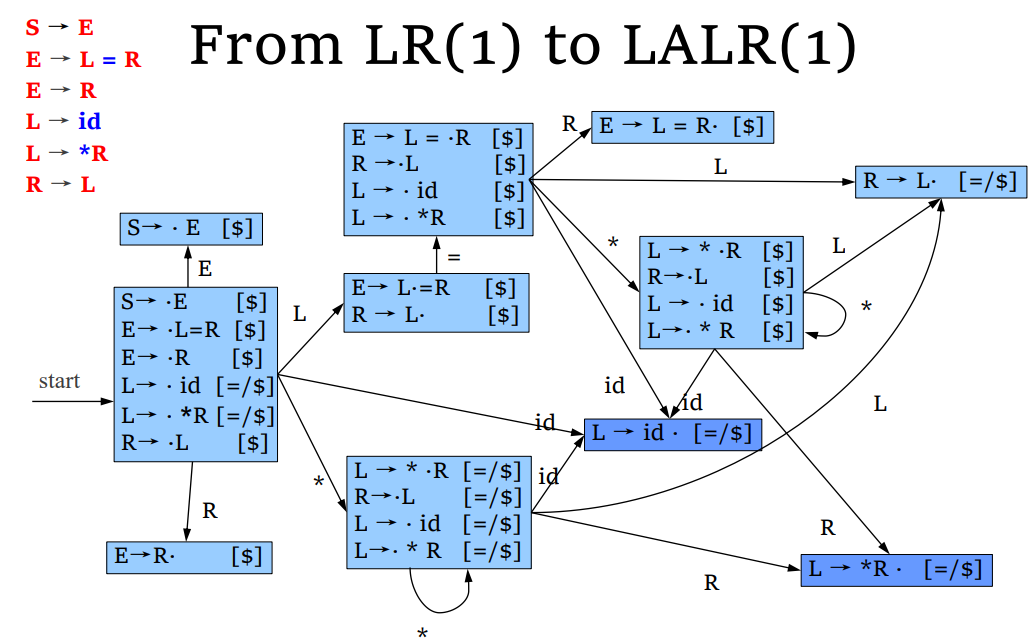 From LR(1) to LALR(1)
S → E
E → L = R
E → R
L → id
L → *R
R → L
E → L = ·R [$]
R →·L [$]
L → · id [$]
L → · *R [$]
R
E → L = R· [$]
L
R → L· [=/$]
S→ · E [$]
E
=
*
L → * ·R [$]
R→·L [$]
L → · id [$]
L→· * R [$]
L
*
E→ L·=R [$]
R → L·[$]
L
start
S→ ·E [$]
E→ ·L=R [$]
E→ ·R [$]
L→ · id [=/$]
L→ · *R [=/$]
R→ ·L [$]
id
id
id
L → id · [=/$]
L
*
L → * ·R [=/$]
R→·L [=/$]
L → · id [=/$]
L→· * R [=/$]
id
R
E→R· [$]
R
L → *R · [=/$]
R
*